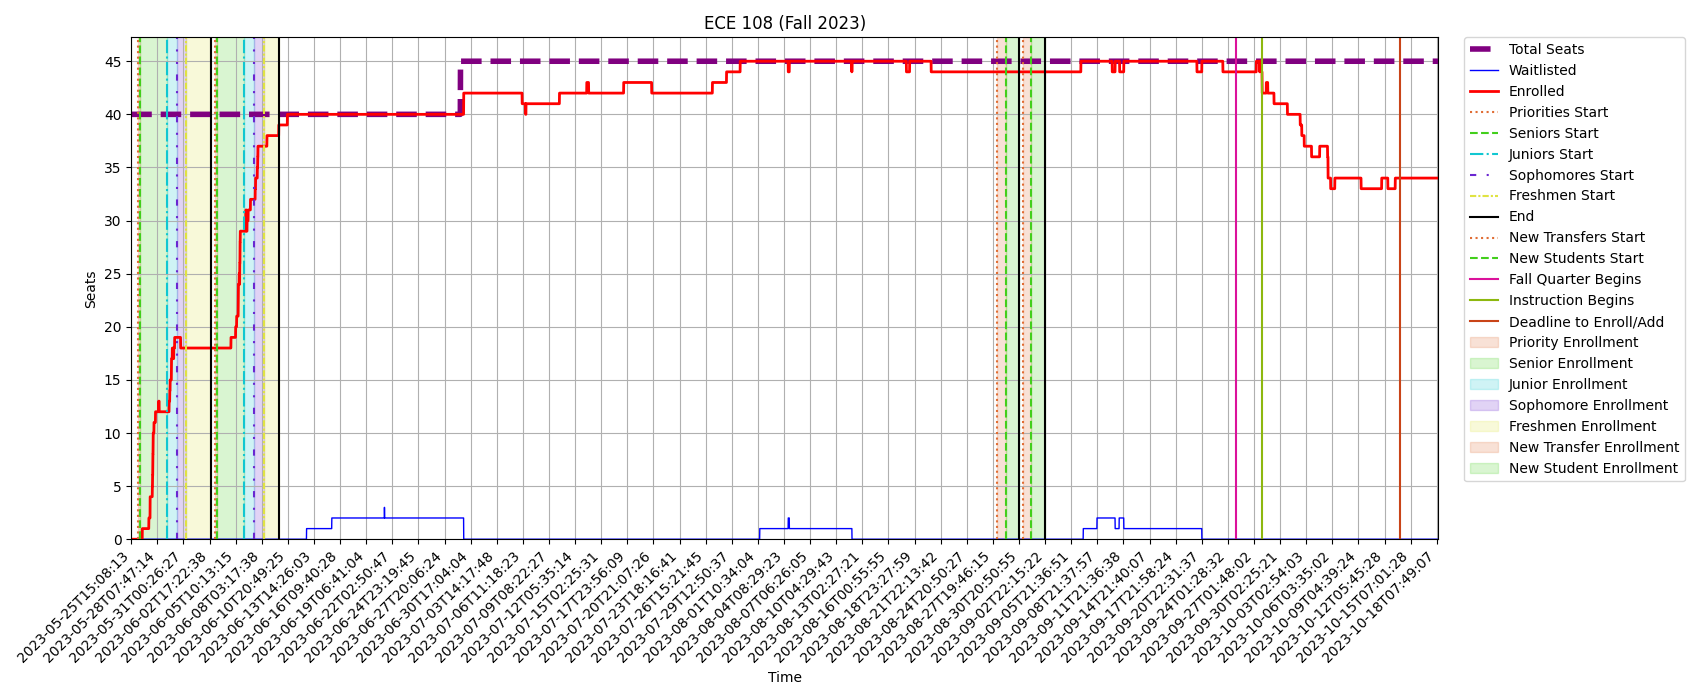 ECE 108 (Fall 2023)
Seats
45
40
35
30
25
20
15
10
5
0
2023-05-25T15:08:13
2023-05-28T07:47:14
2023-05-31T00:26:27
2023-06-02T17:22:38
2023-06-05T10:13:15
2023-06-08T03:17:38
2023-06-10T20:49:25
2023-06-13T14:26:03
2023-06-16T09:40:28
2023-06-19T06:41:04
2023-06-22T02:50:47
2023-06-24T23:19:45
2023-06-27T20:06:24
2023-06-30T17:04:04
2023-07-03T14:17:48
2023-07-06T11:18:23
2023-07-09T08:22:27
2023-07-12T05:35:14
2023-07-15T02:25:31
2023-07-17T23:56:09
2023-07-20T21:07:26
2023-07-23T18:16:41
2023-07-26T15:21:45
2023-07-29T12:50:37
2023-08-01T10:34:04
2023-08-04T08:29:23
2023-08-07T06:26:05
2023-08-10T04:29:43
2023-08-13T02:27:21
2023-08-16T00:55:55
2023-08-18T23:27:59
2023-08-21T22:13:42
2023-08-24T20:50:27
2023-08-27T19:46:15
2023-08-30T20:50:55
2023-09-02T22:15:22
2023-09-05T21:36:51
2023-09-08T21:37:57
2023-09-11T21:36:38
2023-09-14T21:40:07
2023-09-17T21:58:24
2023-09-20T22:31:37
2023-09-24T01:28:32
2023-09-27T01:48:02
2023-09-30T02:25:21
2023-10-03T02:54:03
2023-10-06T03:35:02
2023-10-09T04:39:24
2023-10-12T05:45:28
2023-10-15T07:01:28
2023-10-18T07:49:07
Time
Total Seats
Waitlisted
Enrolled
Priorities Start
Seniors Start
Juniors Start
Sophomores Start
Freshmen Start
End
New Transfers Start
New Students Start
Fall Quarter Begins
Instruction Begins
Deadline to Enroll/Add
Priority Enrollment
Senior Enrollment
Junior Enrollment
Sophomore Enrollment
Freshmen Enrollment
New Transfer Enrollment
New Student Enrollment